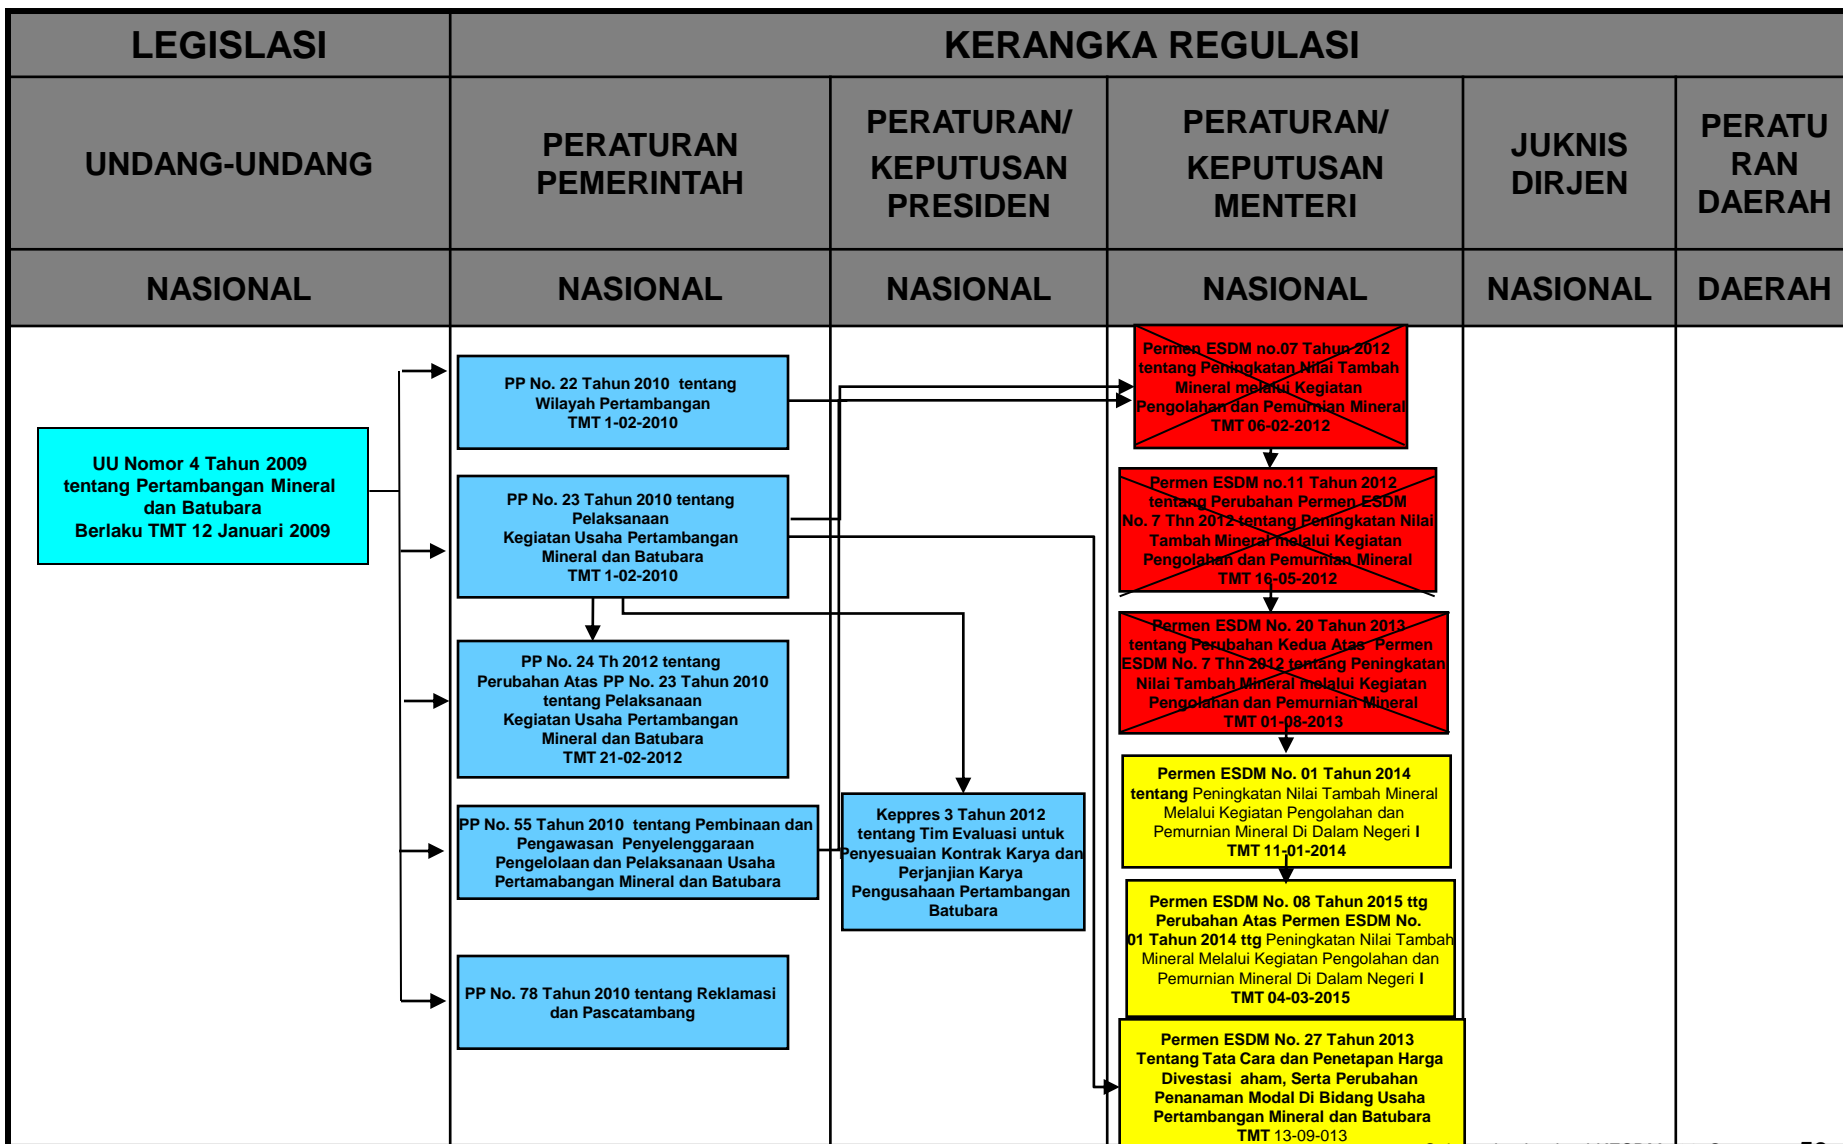 LEGISLASI
KERANGKA REGULASI
UNDANG-UNDANG
PERATURAN
PEMERINTAH
PERATURAN/
KEPUTUSAN
PRESIDEN
PERATURAN/
KEPUTUSAN
MENTERI
JUKNIS
DIRJEN
PERATU
RAN
DAERAH
NASIONAL
NASIONAL
NASIONAL
NASIONAL
NASIONAL
DAERAH
UU Nomor 4 Tahun 2009
tentang Pertambangan Mineral
dan Batubara
Berlaku TMT 12 Januari 2009
PP No. 22 Tahun 2010 tentang
Wilayah Pertambangan
TMT 1-02-2010
PP No. 23 Tahun 2010 tentang
Pelaksanaan
Kegiatan Usaha Pertambangan
Mineral dan Batubara
TMT 1-02-2010
PP No. 24 Th 2012 tentang
Perubahan Atas PP No. 23 Tahun 2010
tentang Pelaksanaan
Kegiatan Usaha Pertambangan
Mineral dan Batubara
TMT 21-02-2012
PP No. 55 Tahun 2010 tentang Pembinaan dan
Pengawasan Penyelenggaraan
Pengelolaan dan Pelaksanaan Usaha
Pertamabangan Mineral dan Batubara
PP No. 78 Tahun 2010 tentang Reklamasi
dan Pascatambang
Keppres 3 Tahun 2012
tentang Tim Evaluasi untuk
Penyesuaian Kontrak Karya dan
Perjanjian Karya
Pengusahaan Pertambangan
Batubara
Permen ESDM no.07 Tahun 2012
tentang Peningkatan Nilai Tambah
Mineral melalui Kegiatan
Pengolahan dan Pemurnian Mineral
TMT 06-02-2012
Permen ESDM no.11 Tahun 2012
tentang Perubahan Permen ESDM
No. 7 Thn 2012 tentang Peningkatan Nilai
Tambah Mineral melalui Kegiatan
Pengolahan dan Pemurnian Mineral
TMT 16-05-2012
Permen ESDM No. 20 Tahun 2013
tentang Perubahan Kedua Atas Permen
ESDM No. 7 Thn 2012 tentang Peningkatan
Nilai Tambah Mineral melalui Kegiatan
Pengolahan dan Pemurnian Mineral
TMT 01-08-2013
Permen ESDM No. 01 Tahun 2014
tentang Peningkatan Nilai Tambah Mineral
Melalui Kegiatan Pengolahan dan
Pemurnian Mineral Di Dalam Negeri I
TMT 11-01-2014
Permen ESDM No. 08 Tahun 2015 ttg
Perubahan Atas Permen ESDM No.
01 Tahun 2014 ttg Peningkatan Nilai Tambah
Mineral Melalui Kegiatan Pengolahan dan
Pemurnian Mineral Di Dalam Negeri I
TMT 04-03-2015
Permen ESDM No. 27 Tahun 2013
Tentang Tata Cara dan Penetapan Harga
Divestasi aham, Serta Perubahan
Penanaman Modal Di Bidang Usaha
Pertambangan Mineral dan Batubara
TMT 13-09-013